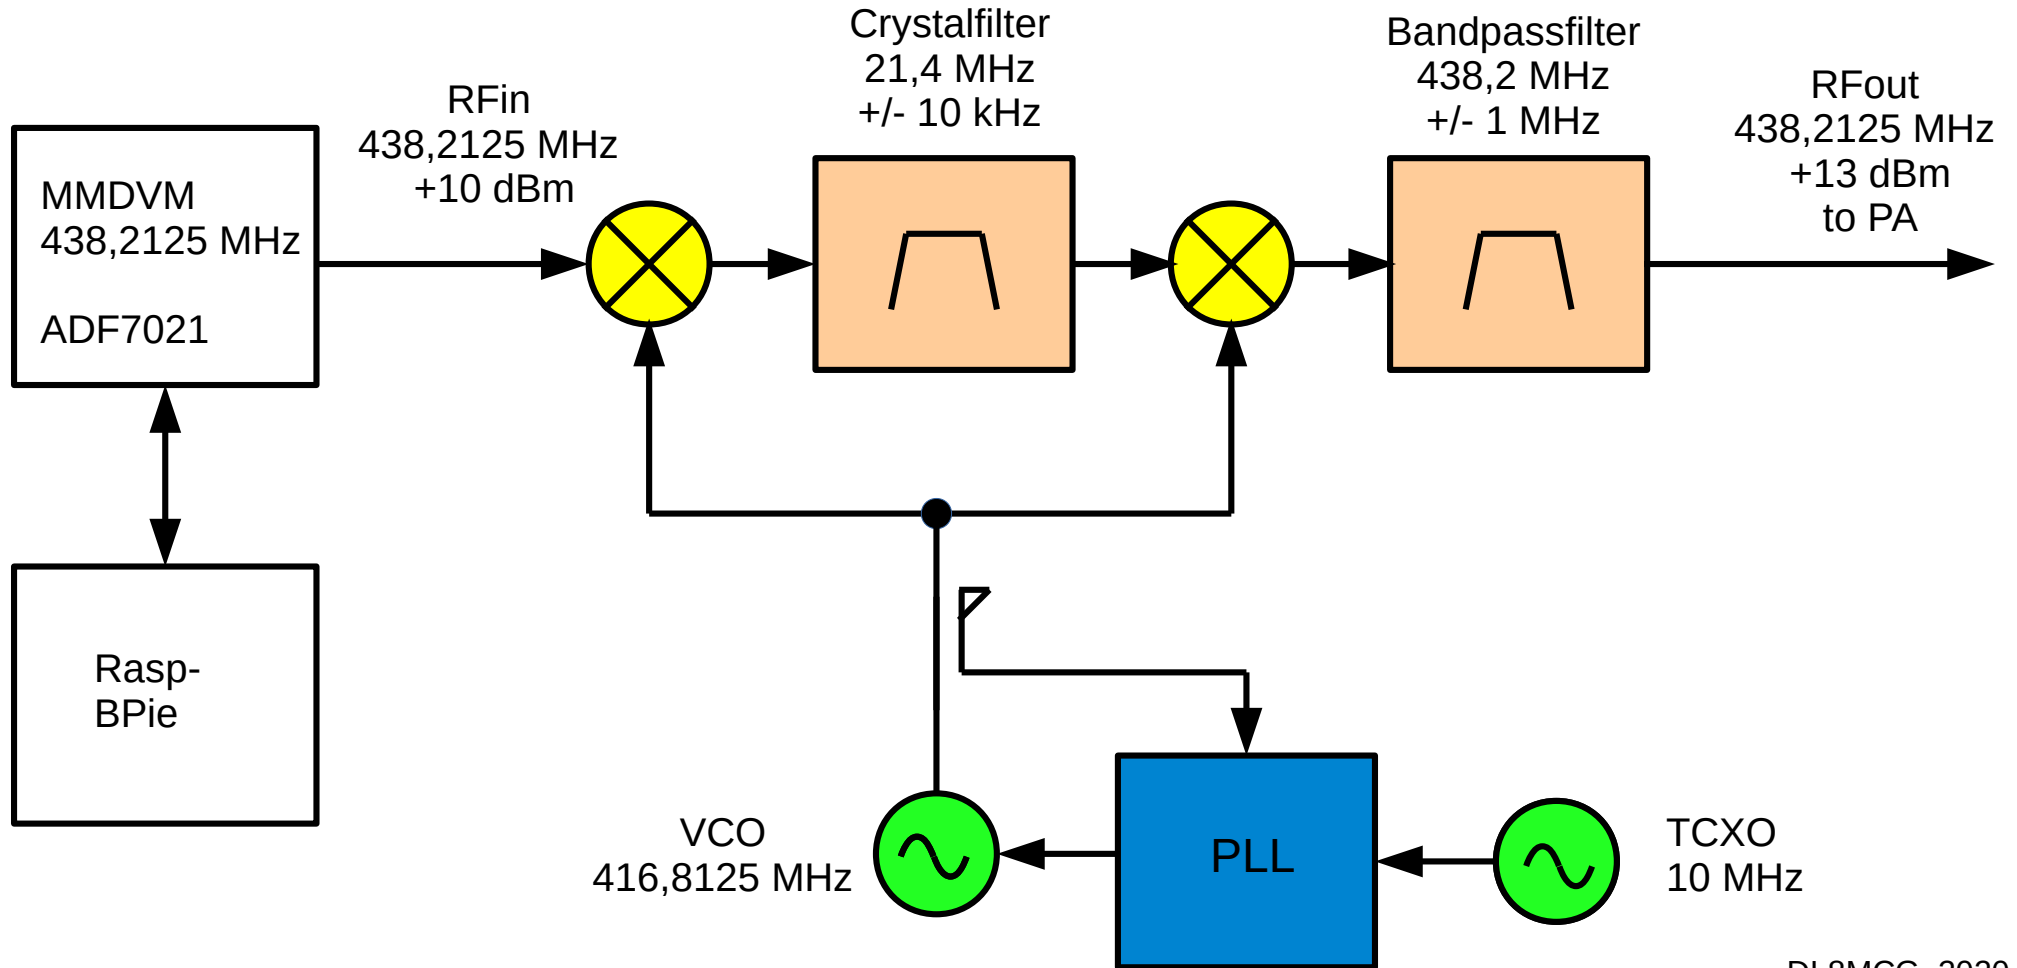 Crystalfilter
21,4 MHz
+/- 10 kHz
Bandpassfilter
438,2 MHz
+/- 1 MHz
RFin
438,2125 MHz
+10 dBm
RFout
438,2125 MHz
+13 dBm
to PA
MMDVM
438,2125 MHz
ADF7021
Rasp-
BPie
VCO
416,8125 MHz
PLL
TCXO
10 MHz